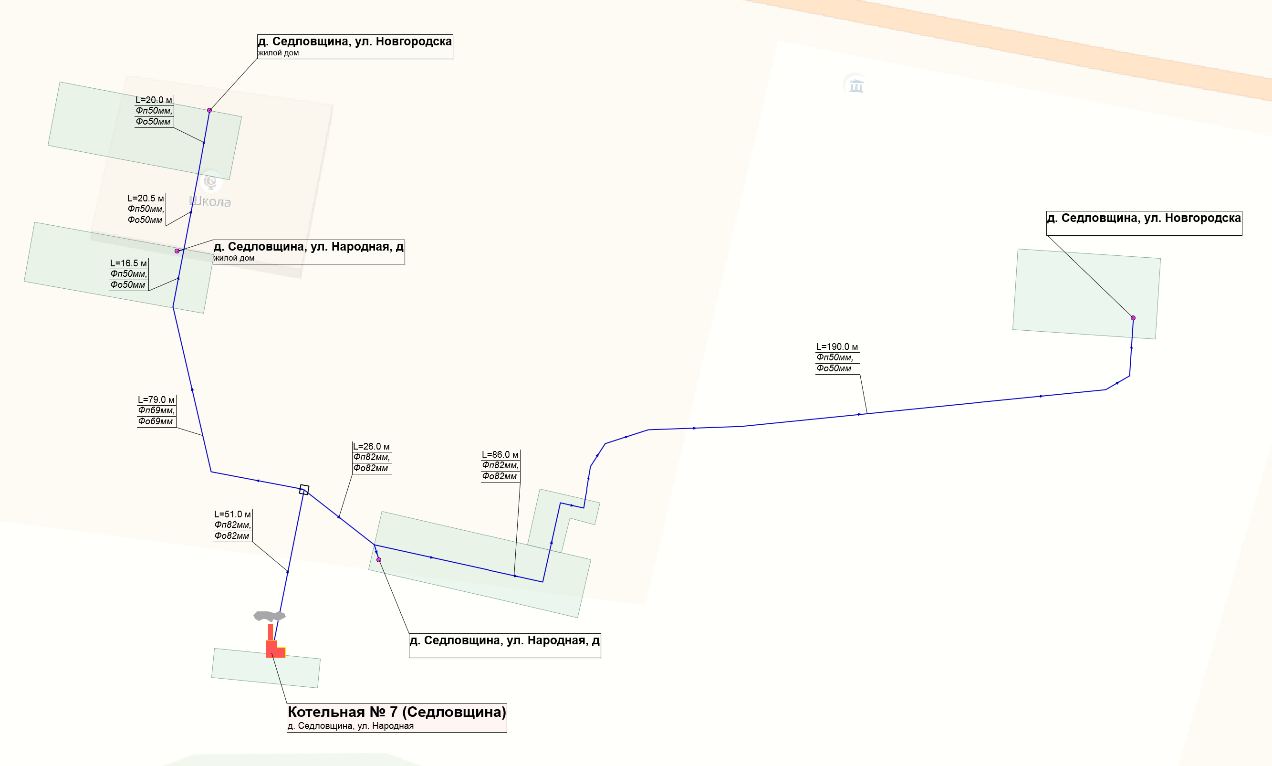 д. Седловщина, ул. Новгородска
жилой дом
L=20.0 м
Фп50мм,
Фо50мм
Школа
L=20.5 м
Фп50мм,
Фо50мм
д. Седловщина, ул. Новгородска
д. Седловщина, ул. Народная, д
жилой дом
L=16.5 м
Фп50мм,
Фо50мм
L=190.0 м
Фп50мм,
Фо50мм
L=79.0 м
Фп69мм,
Фо69мм
L=26.0 м
Фп82мм,
Фо82мм
L=86.0 м
Фп82мм,
Фо82мм
L=51.0 м
Фп82мм,
Фо82мм
д. Седловщина, ул. Народная, д
Котельная № 7 (Седловщина)
д. Седловщина, ул. Народная